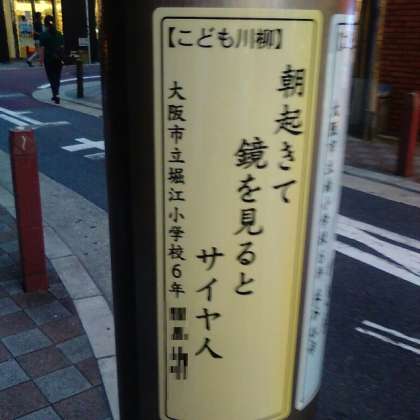 【こども川柳】
朝起きて
鏡を見ると
サイヤ人
大阪市立堀江小学校6年